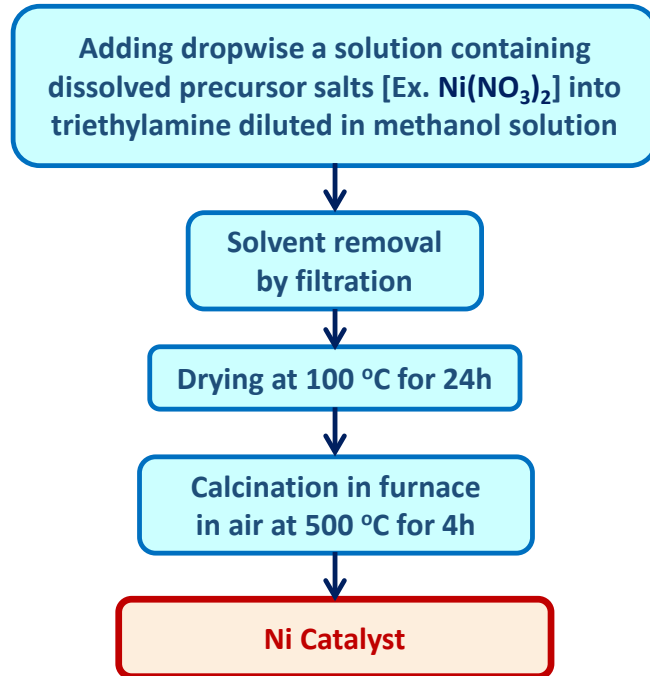 Adding dropwise a solution containing
dissolved precursor salts [Ex. Ni(NO₃)₂] into
triethylamine diluted in methanol solution
Solvent removal
by filtration
Drying at 100 ºC for 24h
Calcination in furnace
in air at 500 ºC for 4h
Ni Catalyst